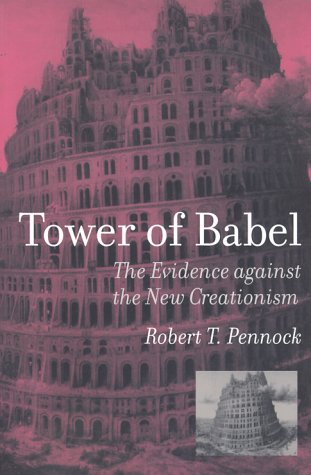 Tower of Babel
The Evidence against
the New Creationism
Robert T. Pennock